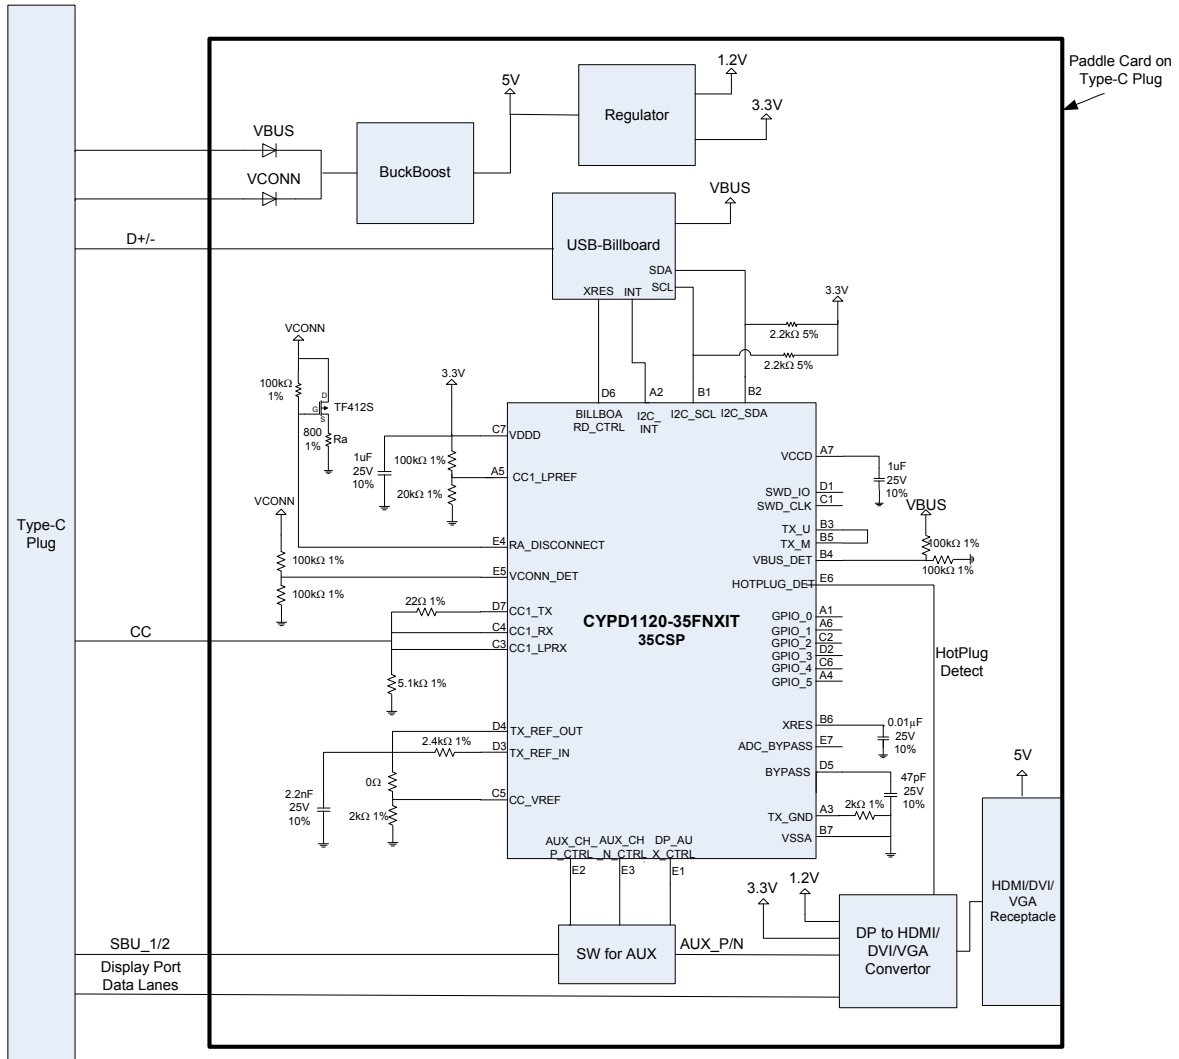 Paddle Card on
Type-C Plug
1.2V
5V
Regulator
3.3V
VBUS
BuckBoost
VCONN
VBUS
D+/-
USB-Billboard
SDA
SCL
XRES INT
3.3V
2.2kΩ 5%
2.2kΩ 5%
VCONN
100kΩ
1%
D
G
S
TF412S
800
1%
Ra
3.3V
D6
A2
B1
B2
BILLBOA
RD_CTRL
I2C_
INT
I2C_SCL
I2C_SDA
C7 VDDD
1uF
25V
10%
100kΩ 1%
A5 CC1_LPREF
20kΩ 1%
VCCD A7
1uF
25V
10%
SWD_IO D1
SWD_CLK C1
VBUS
TX_U B3
TX_M B5
VBUS_DET B4
100kΩ 1%
100kΩ 1%
HOTPLUG_DET E6
Type-C
Plug
VCONN
E4 RA_DISCONNECT
100kΩ 1%
E5 VCONN_DET
100kΩ 1%
22Ω 1%
D7 CC1_TX
C4 CC1_RX
C3 CC1_LPRX
CC
5.1kΩ 1%
CYPD1120-35FNXIT
35CSP
GPIO_0 A1
GPIO_1 A6
GPIO_2 C2
GPIO_3 D2
GPIO_4 C6
GPIO_5 A4
HotPlug
Detect
D4 TX_REF_OUT
2.4kΩ 1%
D3 TX_REF_IN
0Ω
2.2nF
25V
10%
C5 CC_VREF
2kΩ 1%
XRES B6
0.01µF
25V
10%
ADC_BYPASS E7
BYPASS D5
47pF
25V
10%
TX_GND A3
2kΩ 1%
VSSA B7
5V
AUX_CH_
P_CTRL
AUX_CH
_N_CTRL
DP_AU
X_CTRL
E2
E3
E1
3.3V
1.2V
HDMI/DVI/
VGA
Receptacle
SBU_1/2
SW for AUX
AUX_P/N
DP to HDMI/
DVI/VGA
Convertor
Display Port
Data Lanes